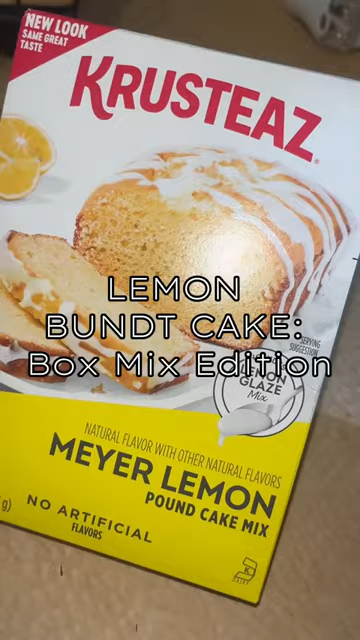 NEW LOOK
SAME GREAT
TASTE
KRUSTEAZ
LEMON
BUNDT CAKE:
Box Mix Edition
SERVING
SUGGESTION
GLAZE
Mix
NATURAL FLAVOR WITH OTHER NATURAL FLAVORS
MEYER LEMON
POUND CAKE MIX
NO ARTIFICIAL
FLAVORS